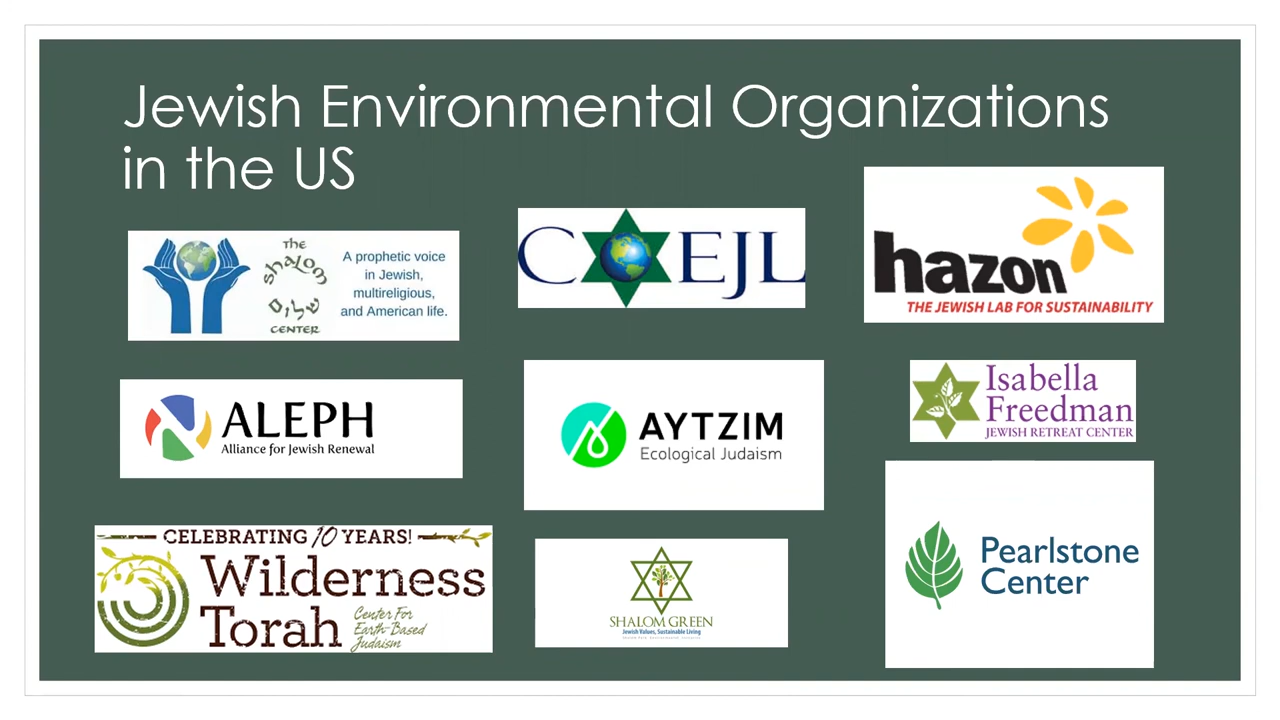 Jewish Environmental Organizations
in the US
the
shalom
שלום
CENTER
A prophetic voice
in Jewish,
multireligious,
and American life.
COEJL
hazon
THE JEWISH LAB FOR SUSTAINABILITY
ALEPH
Alliance for Jewish Renewal
AYTZIM
Ecological Judaism
Isabella
Freedman
JEWISH RETREAT CENTER
CELEBRATING 10 YEARS!
Wilderness
Torah
Center For
Earth-Based
Judaism
SHALOM GREEN
Jewish Values, Sustainable Living
Pearlstone
Center